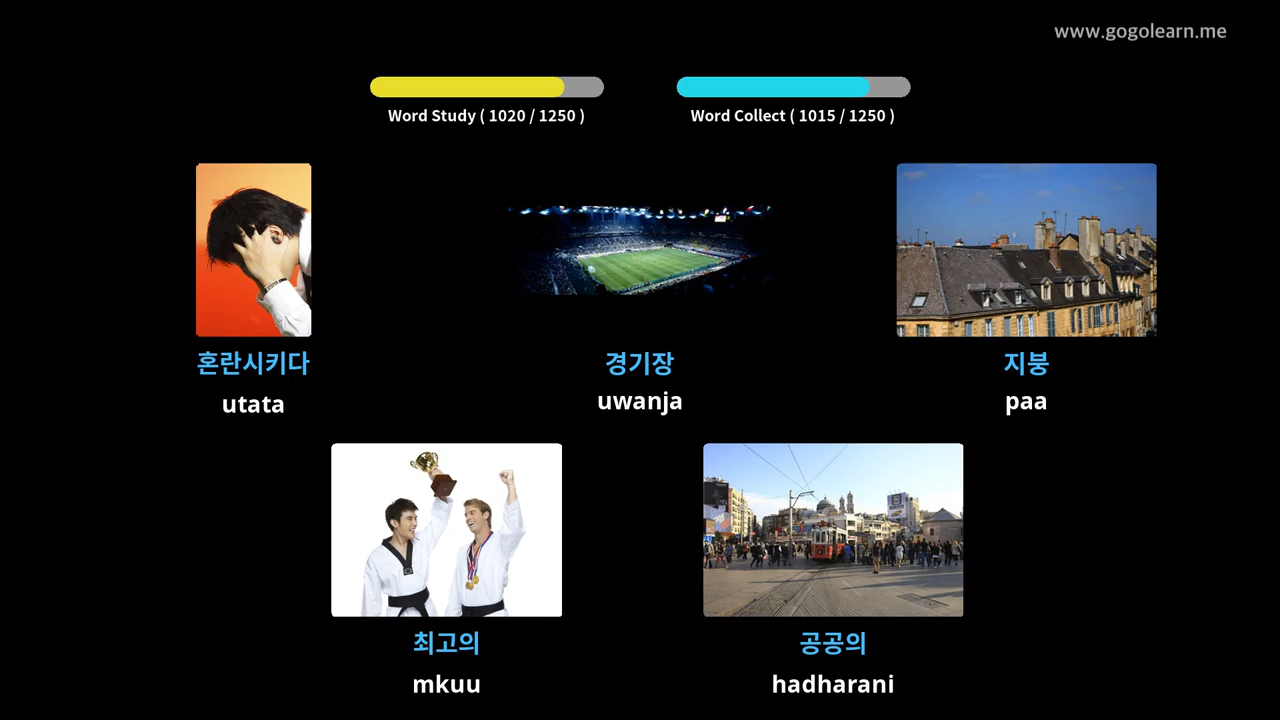 www.gogolearn.me
Word Study ( 1020 / 1250 )
Word Collect ( 1015 / 1250 )
혼란시키다
utata
경기장
uwanja
지붕
paa
최고의
mkuu
공공의
hadharani